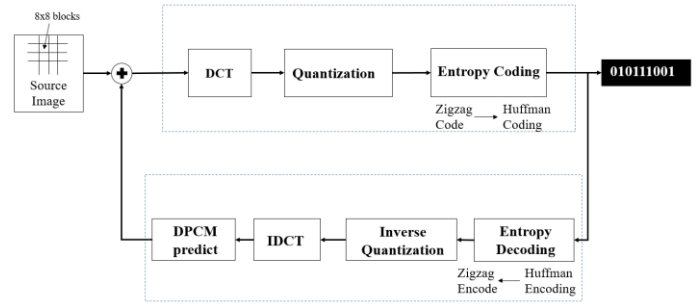 8x8 blocks
Source
Image
DCT
Quantization
Entropy Coding
010111001
Zigzag
Code
Huffman
Coding
DPCM
predict
IDCT
Inverse
Quantization
Entropy
Decoding
Zigzag
Encode
Huffman
Encoding